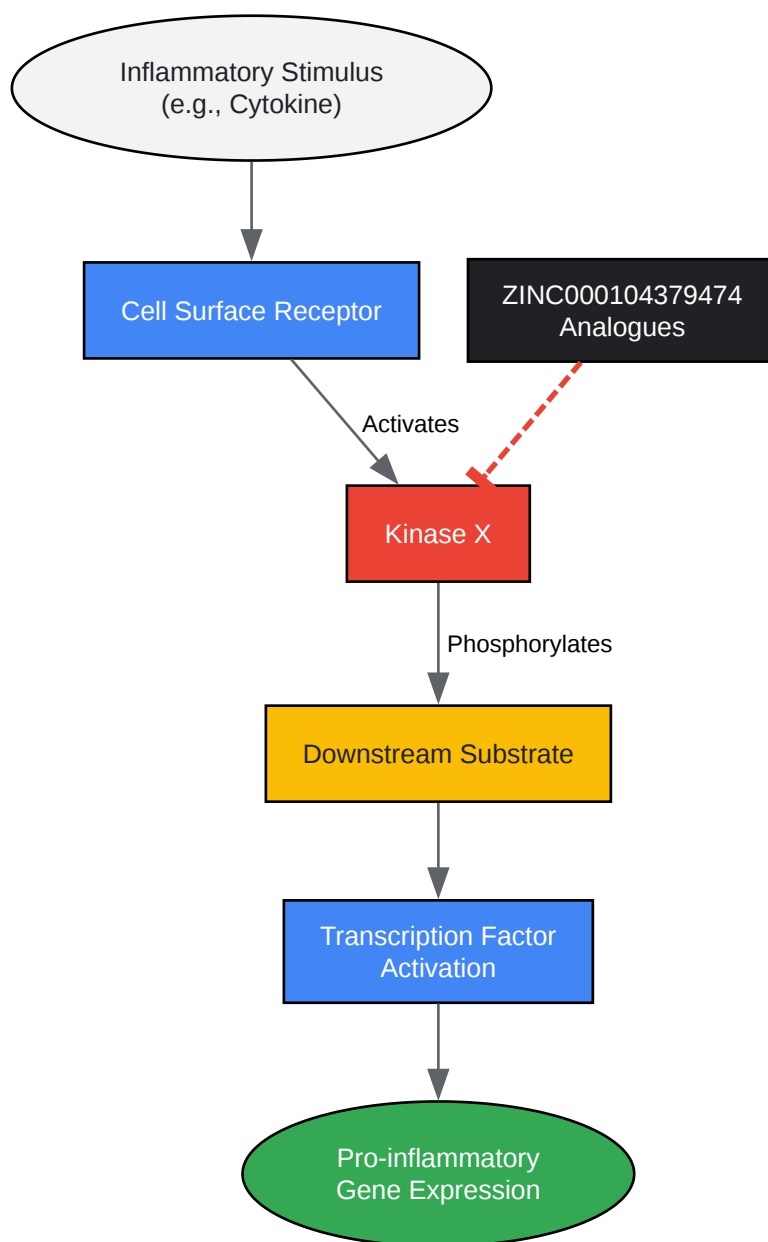 Inflammatory Stimulus
(e.g., Cytokine)
Cell Surface Receptor
ZINC000104379474
Analogues
Activates
Kinase X
Phosphorylates
Downstream Substrate
Transcription Factor
Activation
Pro-inflammatory
Gene Expression